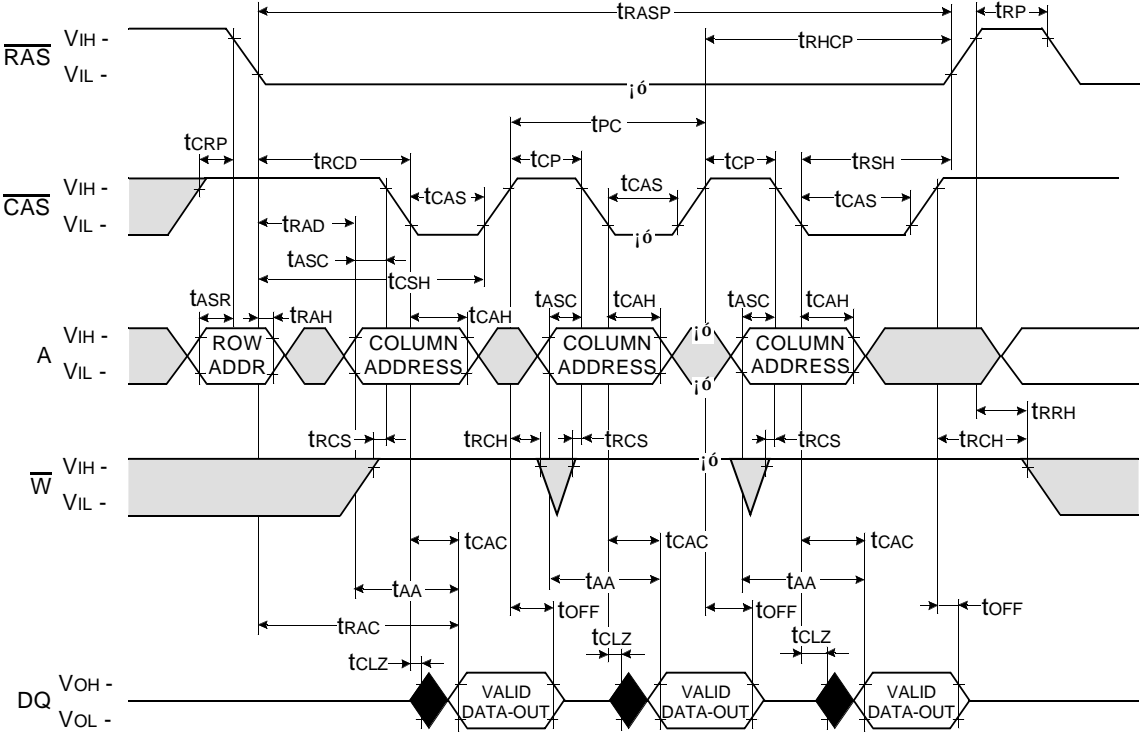 tRASP tRP
RAS VIH - tRHCP
VIL -
¡ó
tPC
tCRP tRCD tCP tCP tRSH
CAS VIH - tCAS tCAS tCAS
VIL - tRAD ¡ó
tASC tCSH
tASR tRAH tCAH tASC tCAH tASC tCAH
A VIH - ROW COLUMN COLUMN ¡ó COLUMN
VIL - ADDR. ADDRESS ADDRESS ¡ó ADDRESS
tRRH
tRCS tRCH tRCS tRCS tRCH
W VIH - ¡ó
VIL -
tCAC tCAC tCAC
tAA tAA tAA
tOFF tOFF tOFF
tRAC
tCLZ tCLZ tCLZ
DQ VOH - VALID VALID VALID
VOL - DATA-OUT DATA-OUT DATA-OUT